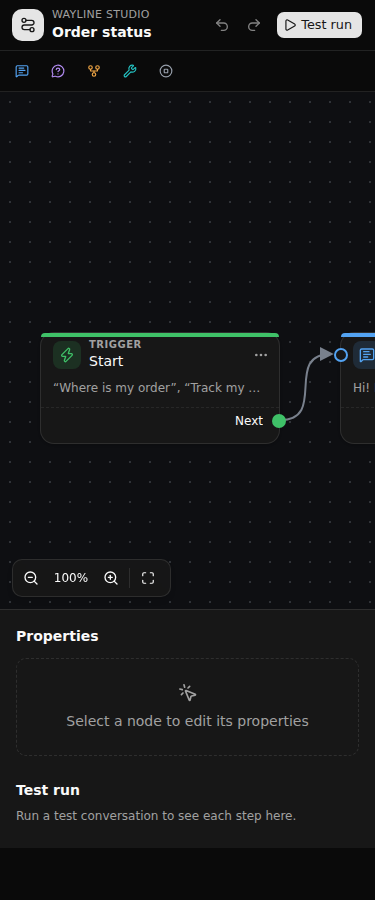 WAYLINE STUDIO
Order status
Test run
TRIGGER
Start
“Where is my order”, “Track my …
Next
Hi!
100%
Properties
Select a node to edit its properties
Test run
Run a test conversation to see each step here.